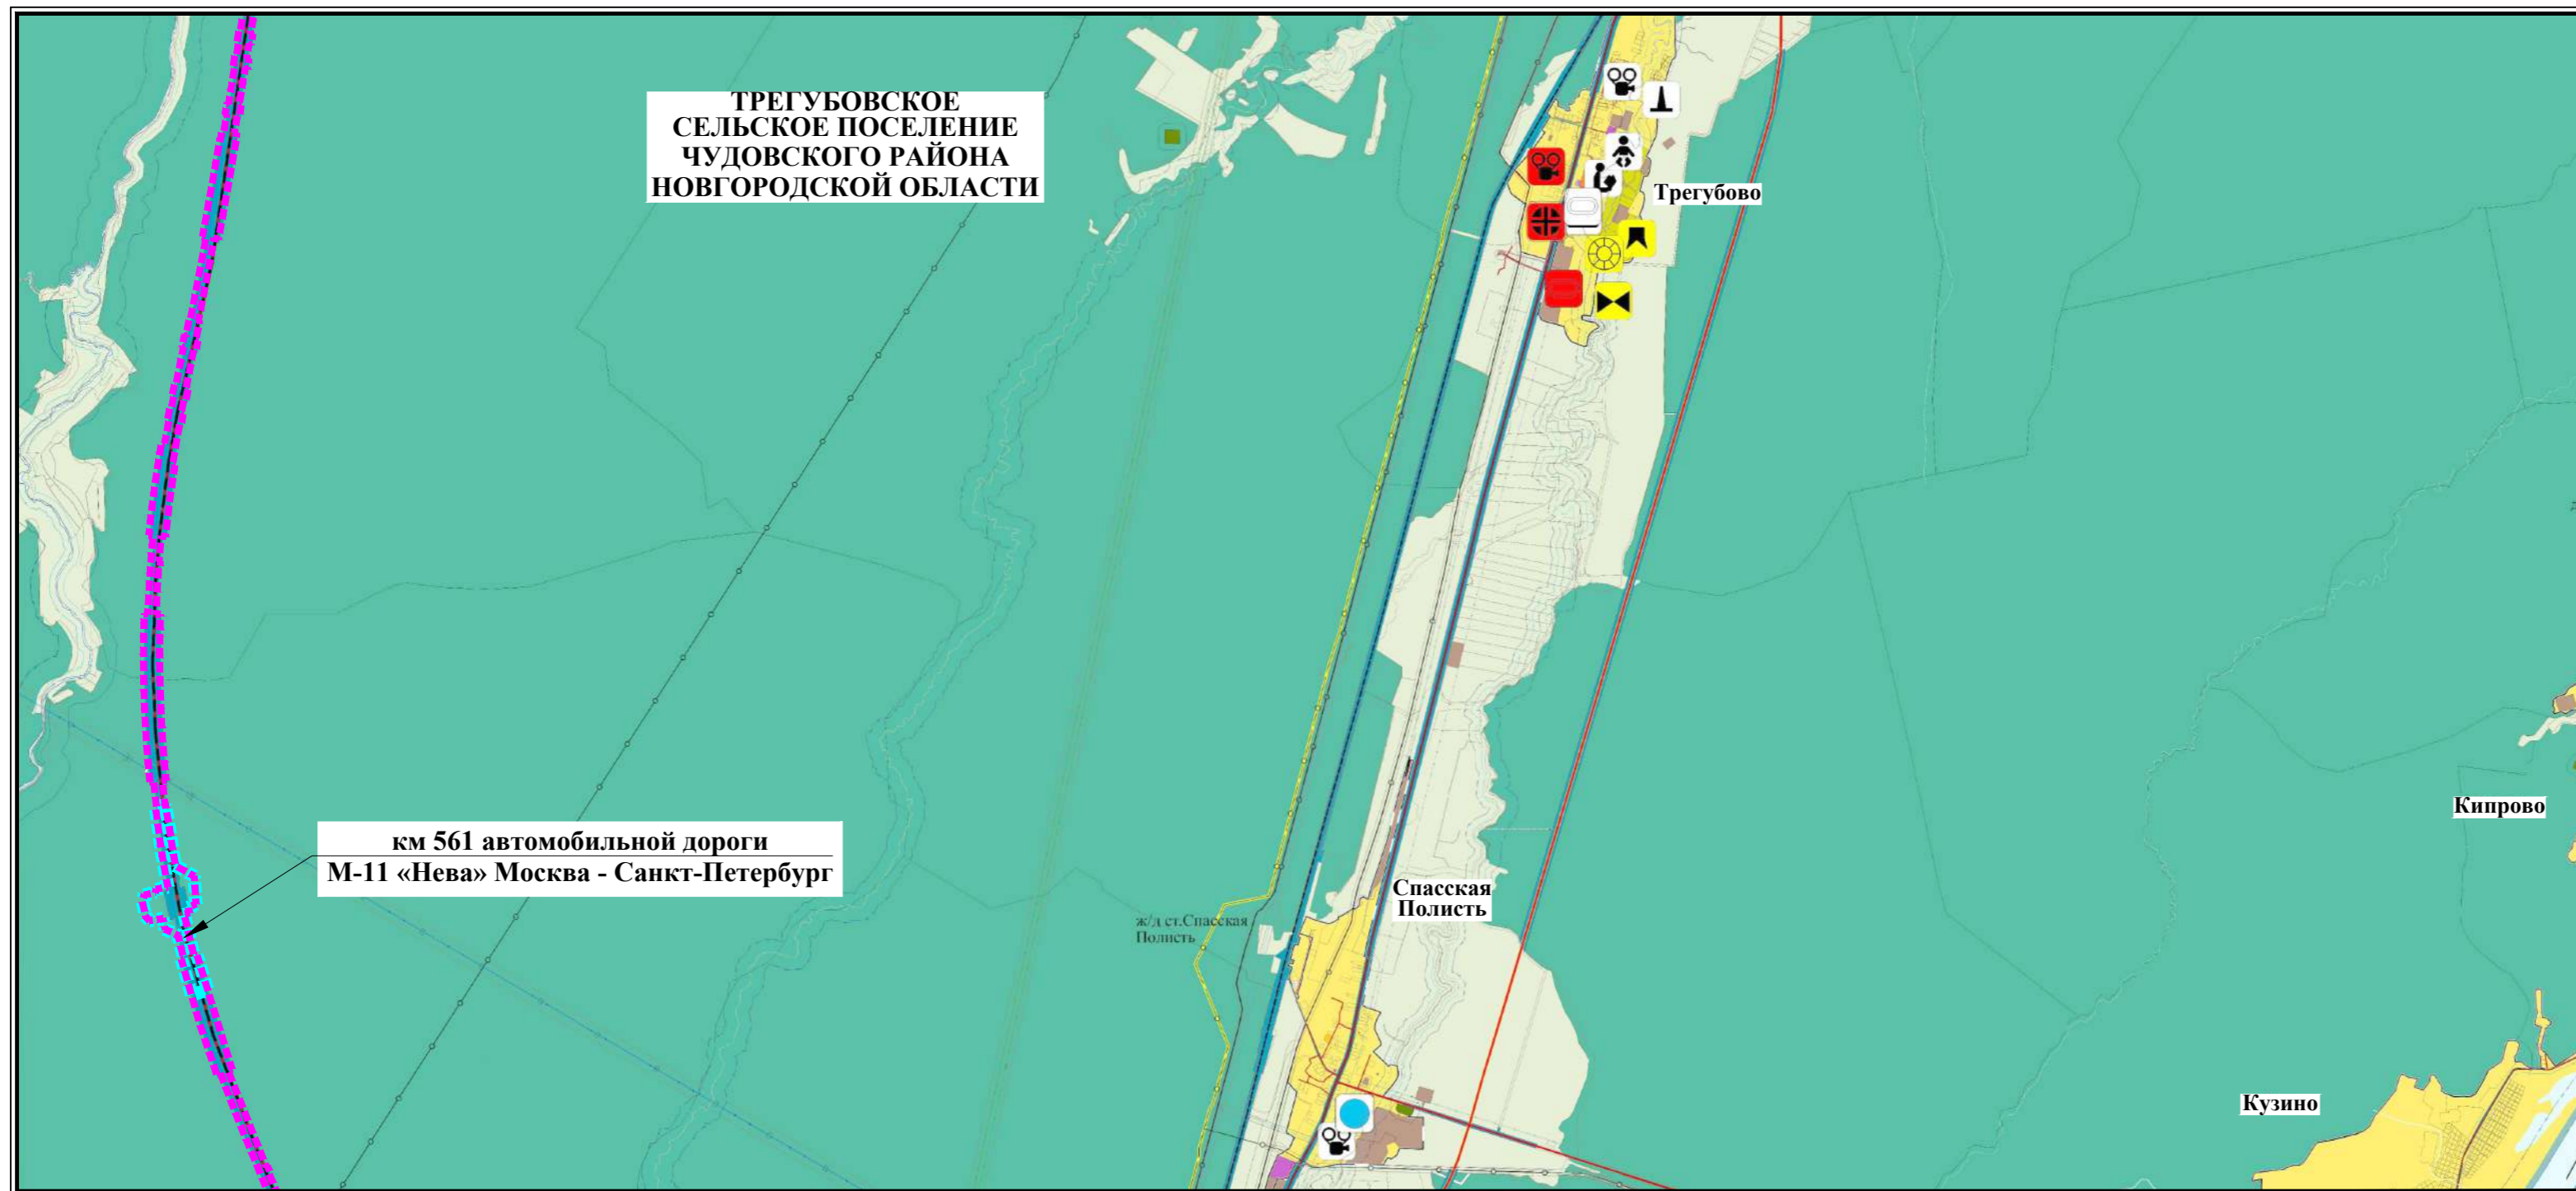 ТРЕГУБОВСКОЕ
СЕЛЬСКОЕ ПОСЕЛЕНИЕ
ЧУДОВСКОГО РАЙОНА
НОВГОРОДСКОЙ ОБЛАСТИ
Трегубово
км 561 автомобильной дороги
М-11 «Нева» Москва - Санкт-Петербург
Кипрово
Спасская
Полисть
ж/д ст.Спасская
Полисть
Кузино